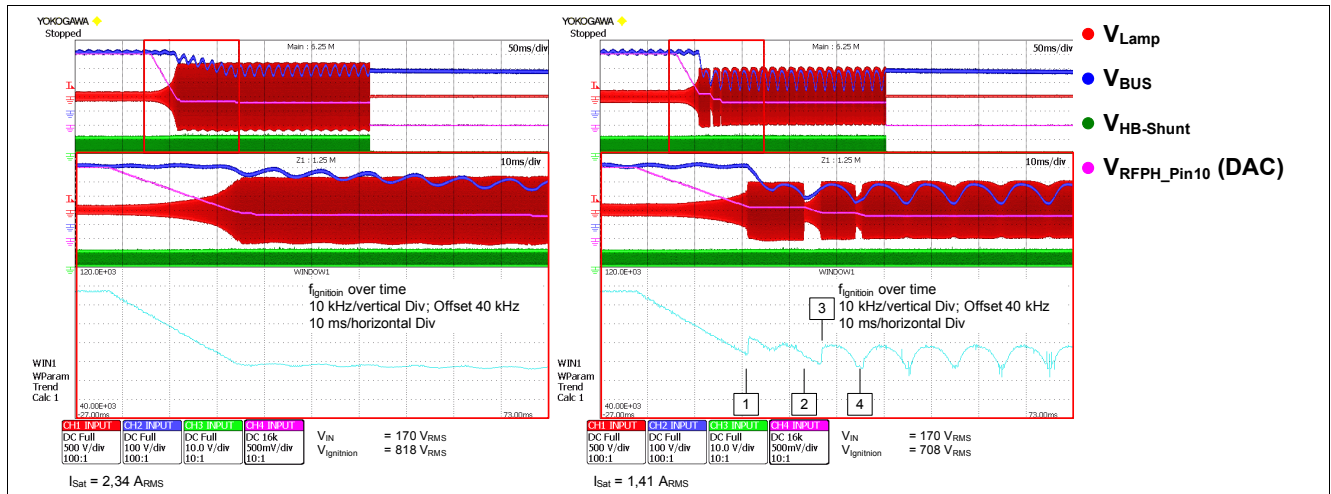 YOKOGAWA
Stopped
Main : 6.25 M
50ms/div
Z1 : 1.25 M
10ms/div
120.0E+03
WINDOW1
fIgnitioin over time
10 kHz/vertical Div; Offset 40 kHz
10 ms/horizontal Div
WIN1
WParam
Trend
Calc 1
40.00E+03
-27.00ms
73.00ms
CH1 INPUT
DC Full
500 V/div
100:1
CH2 INPUT
DC Full
100 V/div
100:1
CH3 INPUT
DC Full
10.0 V/div
10:1
CH4 INPUT
DC 16k
500mV/div
10:1
VIN = 170 VRMS
VIgnitnion = 818 VRMS
ISat = 2,34 ARMS
YOKOGAWA
Stopped
Main : 6.25 M
50ms/div
Z1 : 1.25 M
10ms/div
120.0E+03
WINDOW1
fIgnitioin over time
10 kHz/vertical Div; Offset 40 kHz
10 ms/horizontal Div
3
1
2
4
WIN1
WParam
Trend
Calc 1
40.00E+03
-27.00ms
73.00ms
CH1 INPUT
DC Full
500 V/div
100:1
CH2 INPUT
DC Full
100 V/div
100:1
CH3 INPUT
DC Full
10.0 V/div
10:1
CH4 INPUT
DC 16k
500mV/div
10:1
VIN = 170 VRMS
VIgnitnion = 708 VRMS
ISat = 1,41 ARMS
VLamp
VBUS
VHB-Shunt
VRFPH_Pin10 (DAC)